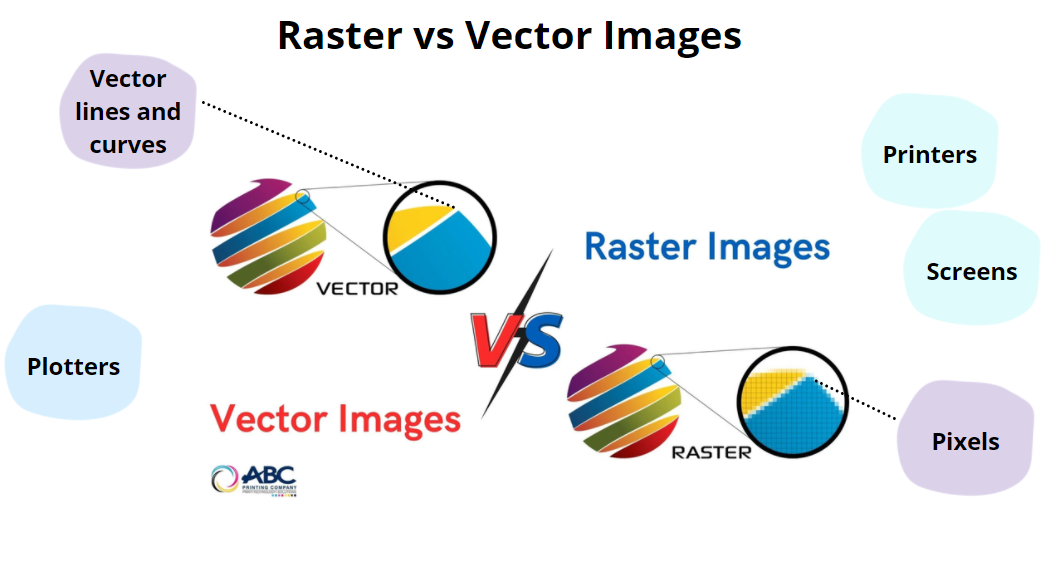 Raster vs Vector Images
Vector
lines and
curves
Printers
Raster Images
Screens
VECTOR
VS
Plotters
Vector Images
RASTER
Pixels
ABC
PRINTING COMPANY